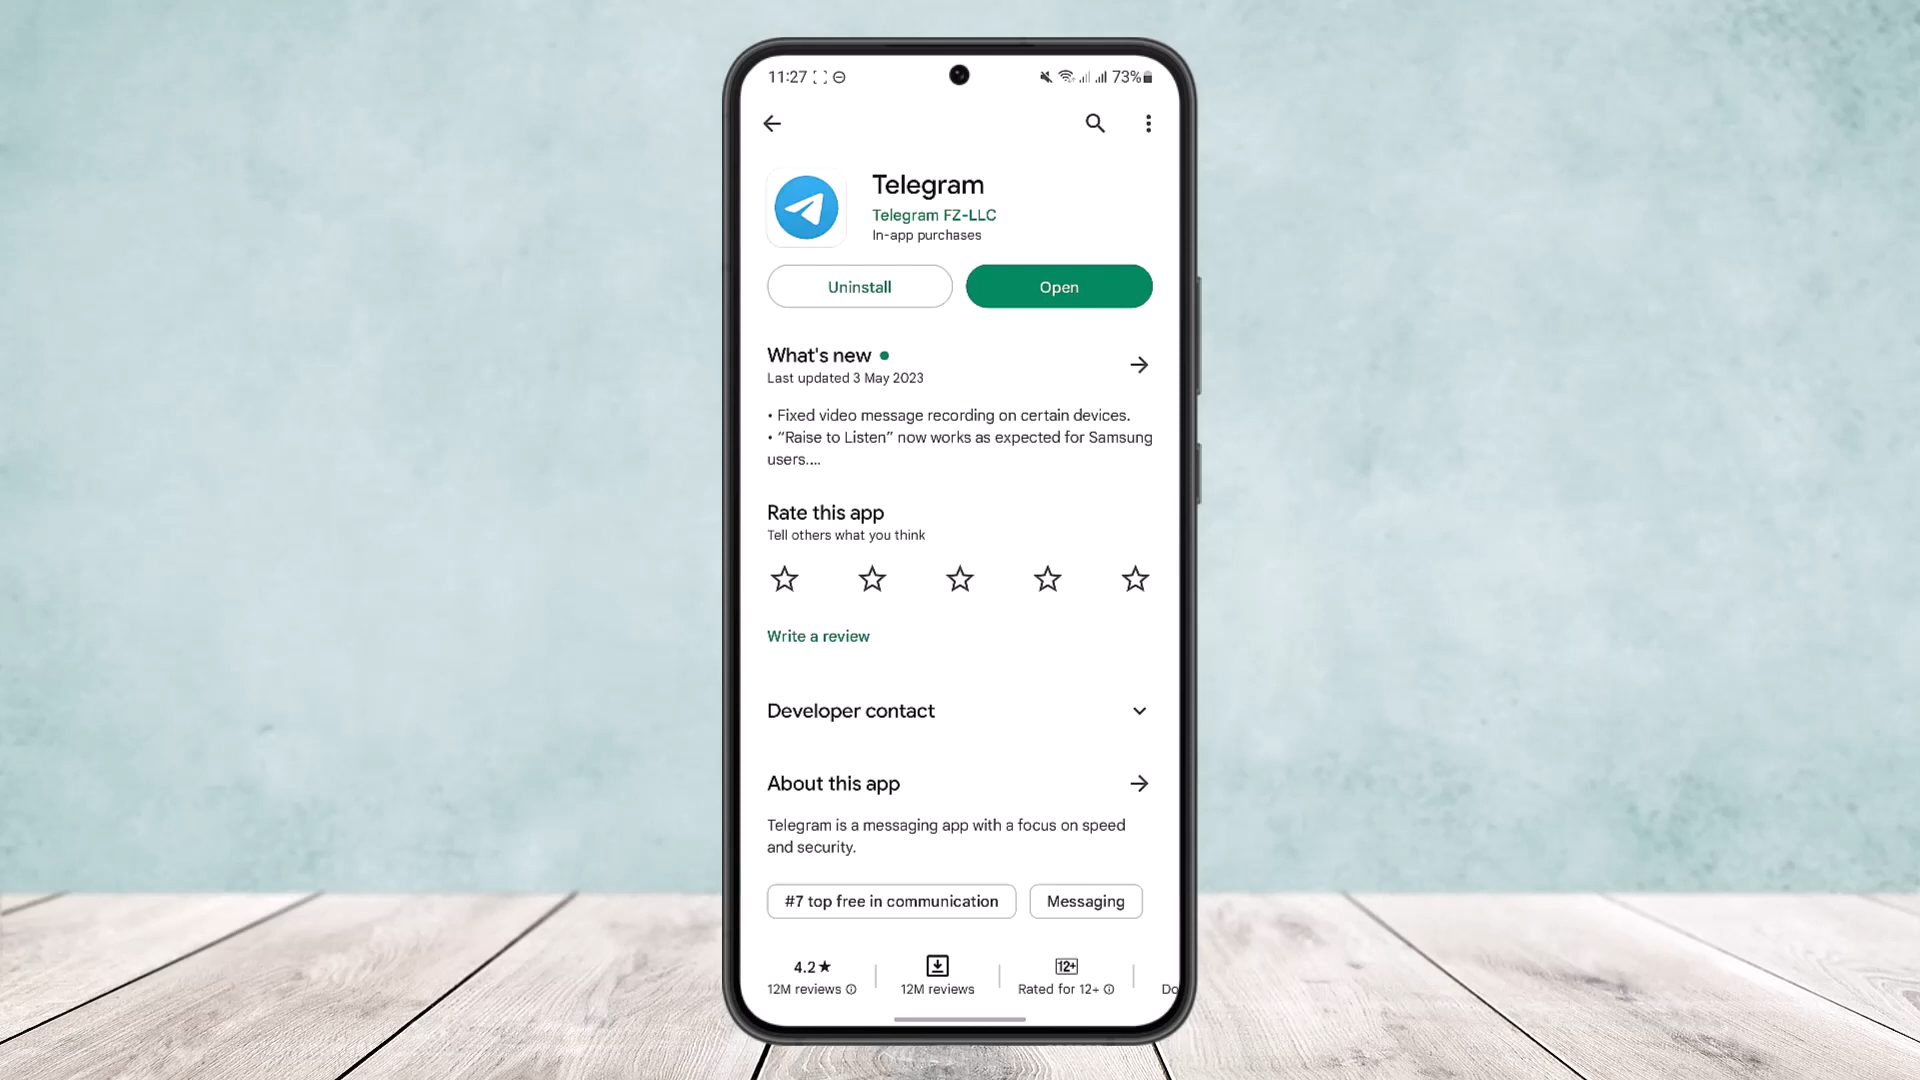 11:27
73%
Telegram
Telegram FZ-LLC
In-app purchases
Uninstall
Open
What's new
Last updated 3 May 2023
• Fixed video message recording on certain devices.
• “Raise to Listen” now works as expected for Samsung
users....
Rate this app
Tell others what you think
Write a review
Developer contact
About this app
Telegram is a messaging app with a focus on speed
and security.
#7 top free in communication
Messaging
4.2★
12+
12M reviews
12M reviews
Rated for 12+
Do